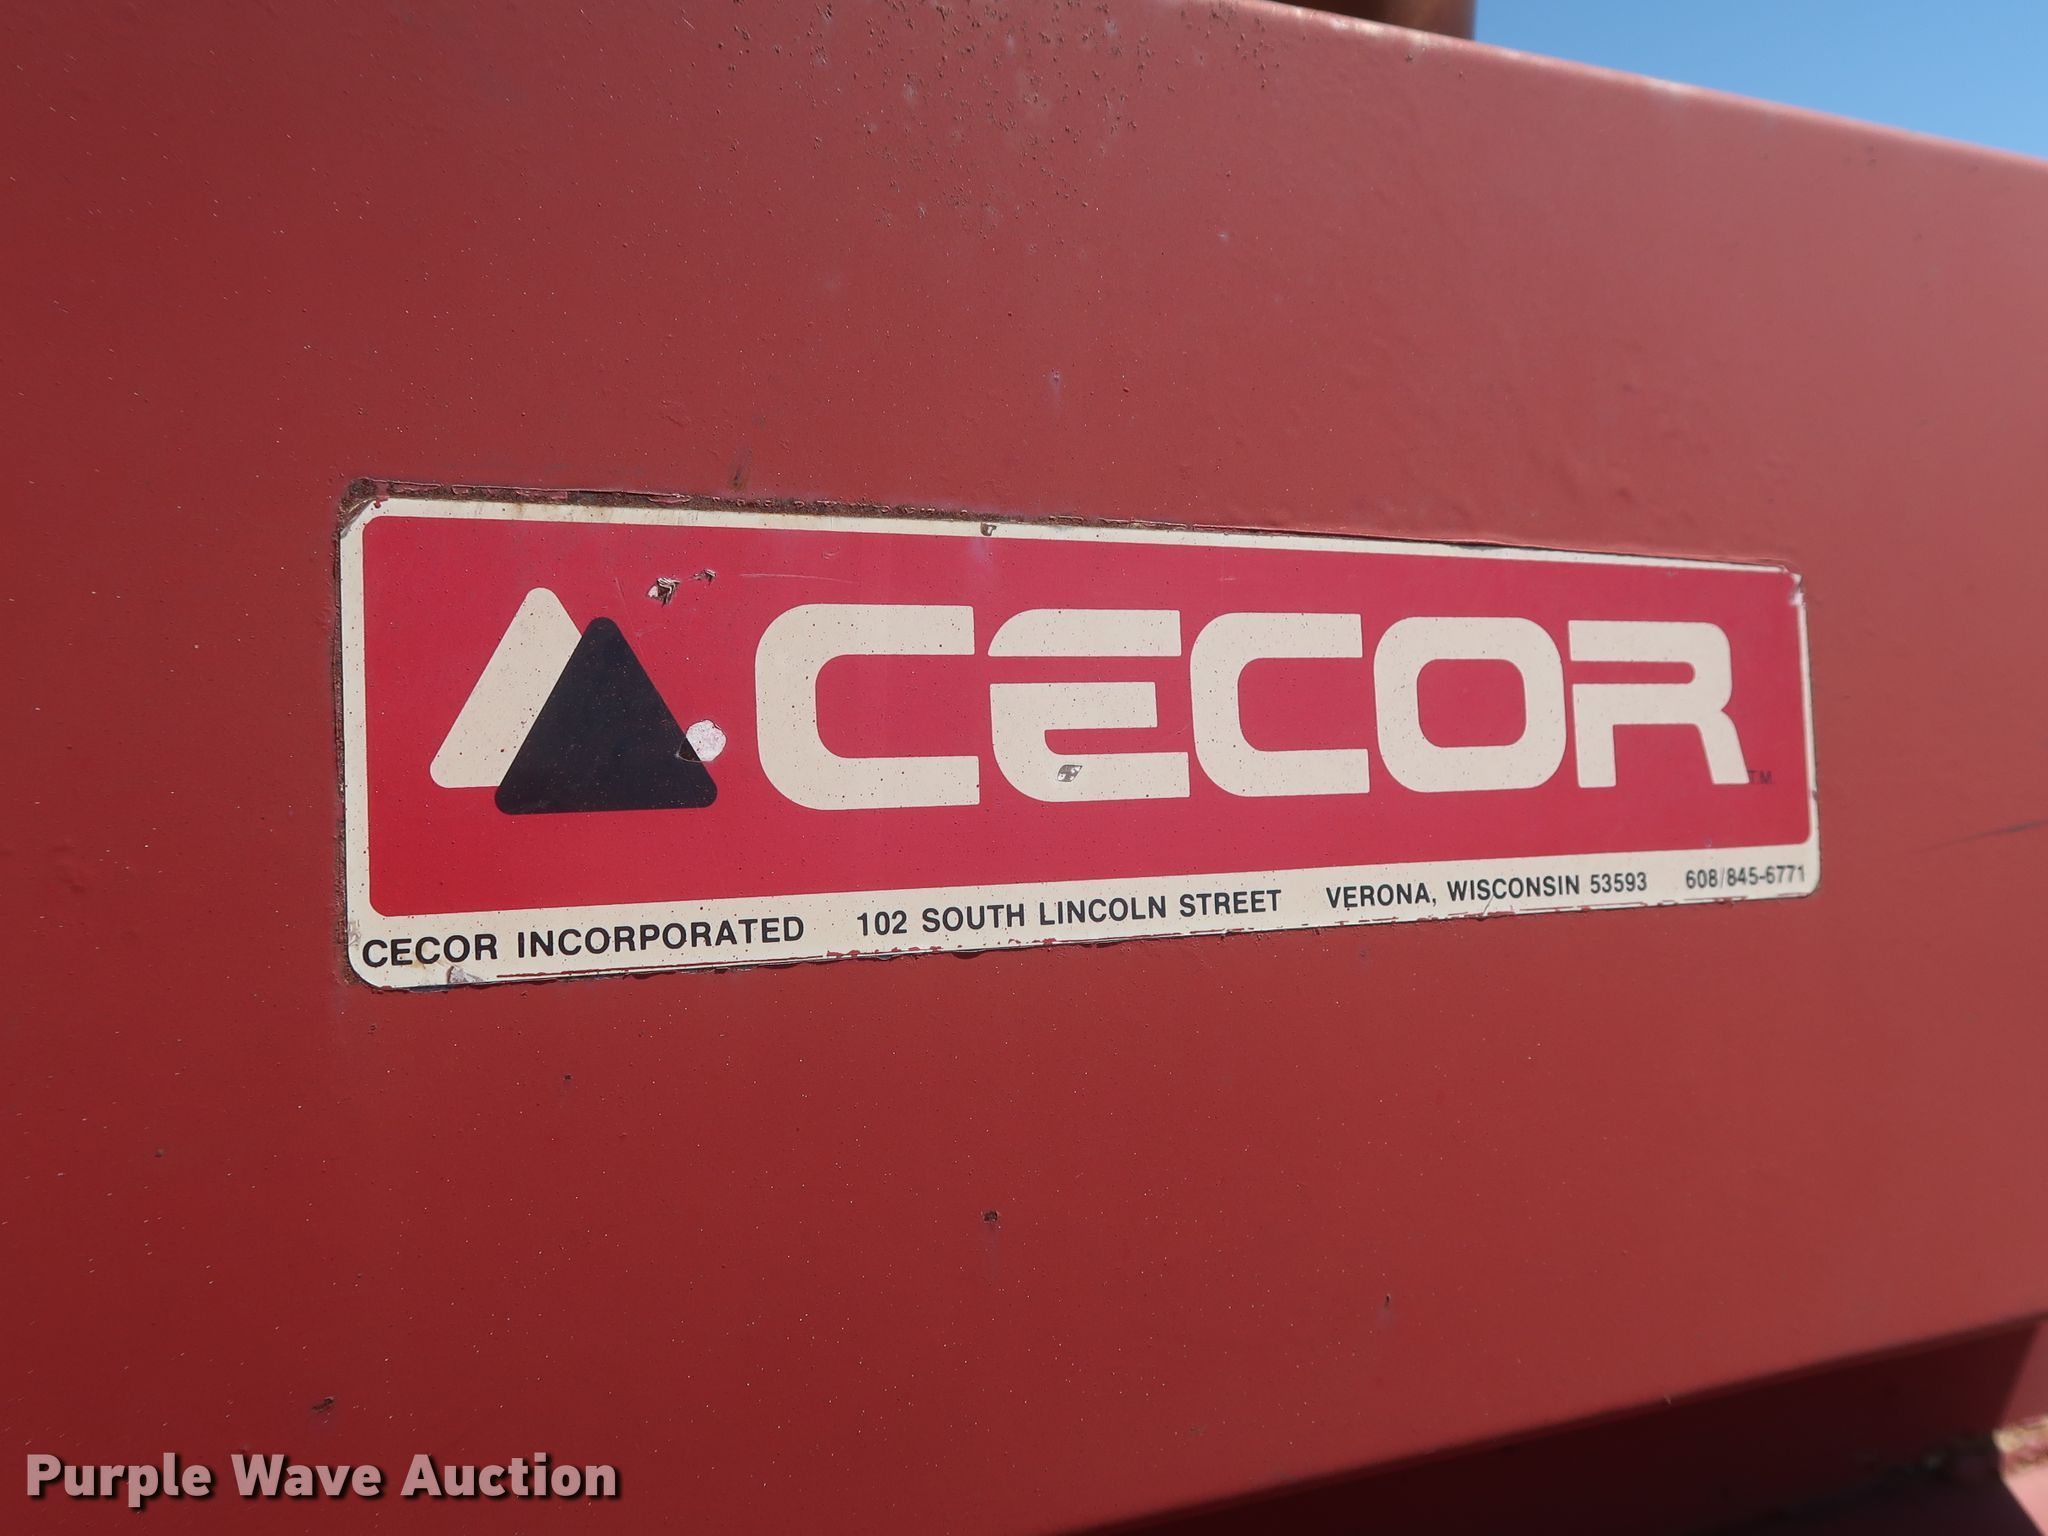 CECOR TM
CECOR INCORPORATED 102 SOUTH LINCOLN STREET VERONA, WISCONSIN 53593 608/845-6771
Purple Wave Auction